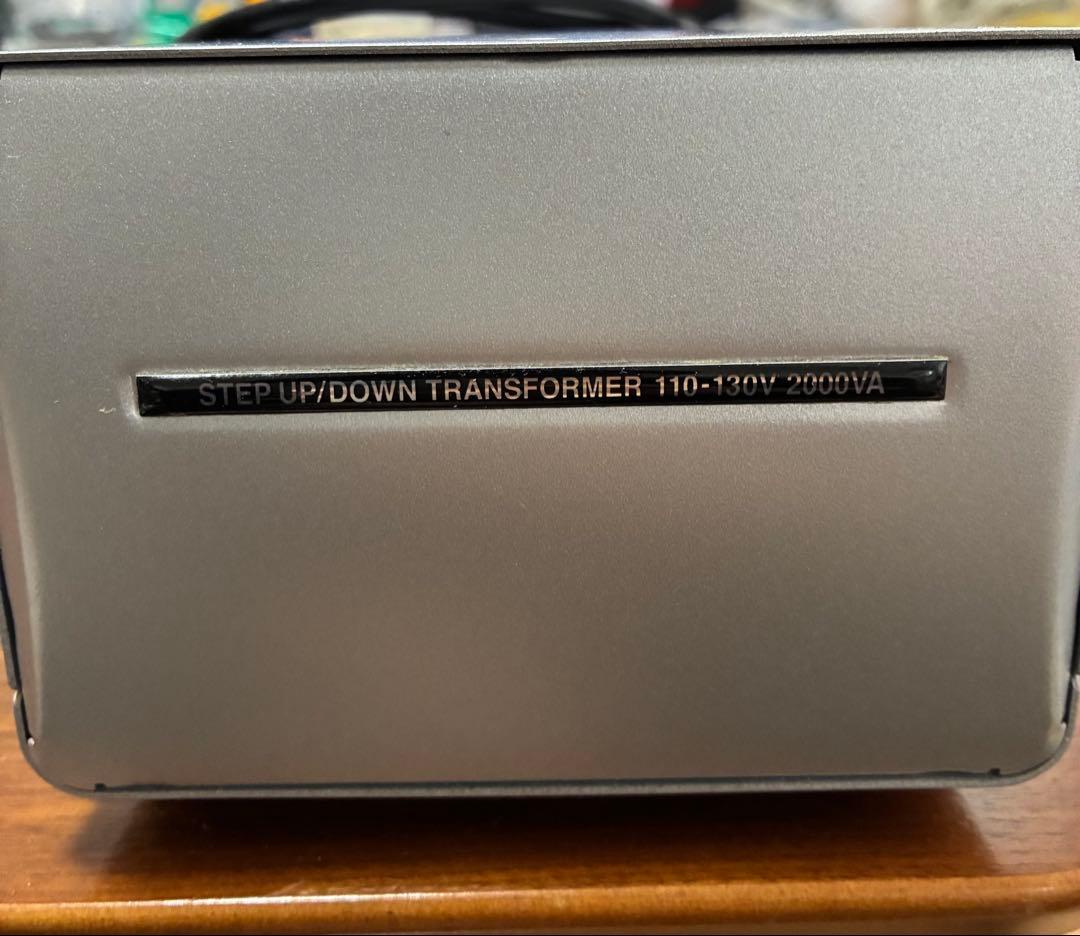 STEP UP/DOWN TRANSFORMER 110-130V 2000VA